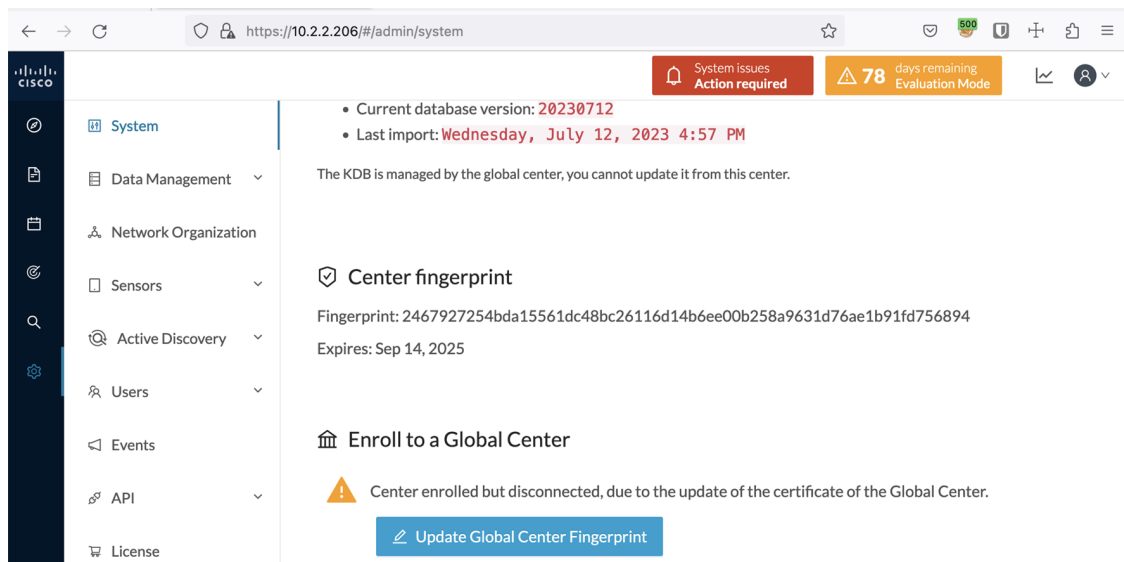 https://10.2.2.206/#/admin/system
500
CISCO
System issues
Action required
78
days remaining
Evaluation Mode
System
Data Management
Network Organization
Sensors
Active Discovery
Users
Events
API
License
Current database version: 20230712
Last import: Wednesday, July 12, 2023 4:57 PM
The KDB is managed by the global center, you cannot update it from this center.
Center fingerprint
Fingerprint: 2467927254bda15561dc48bc26116d14b6ee00b258a9631d76ae1b91fd756894
Expires: Sep 14, 2025
Enroll to a Global Center
Center enrolled but disconnected, due to the update of the certificate of the Global Center.
Update Global Center Fingerprint